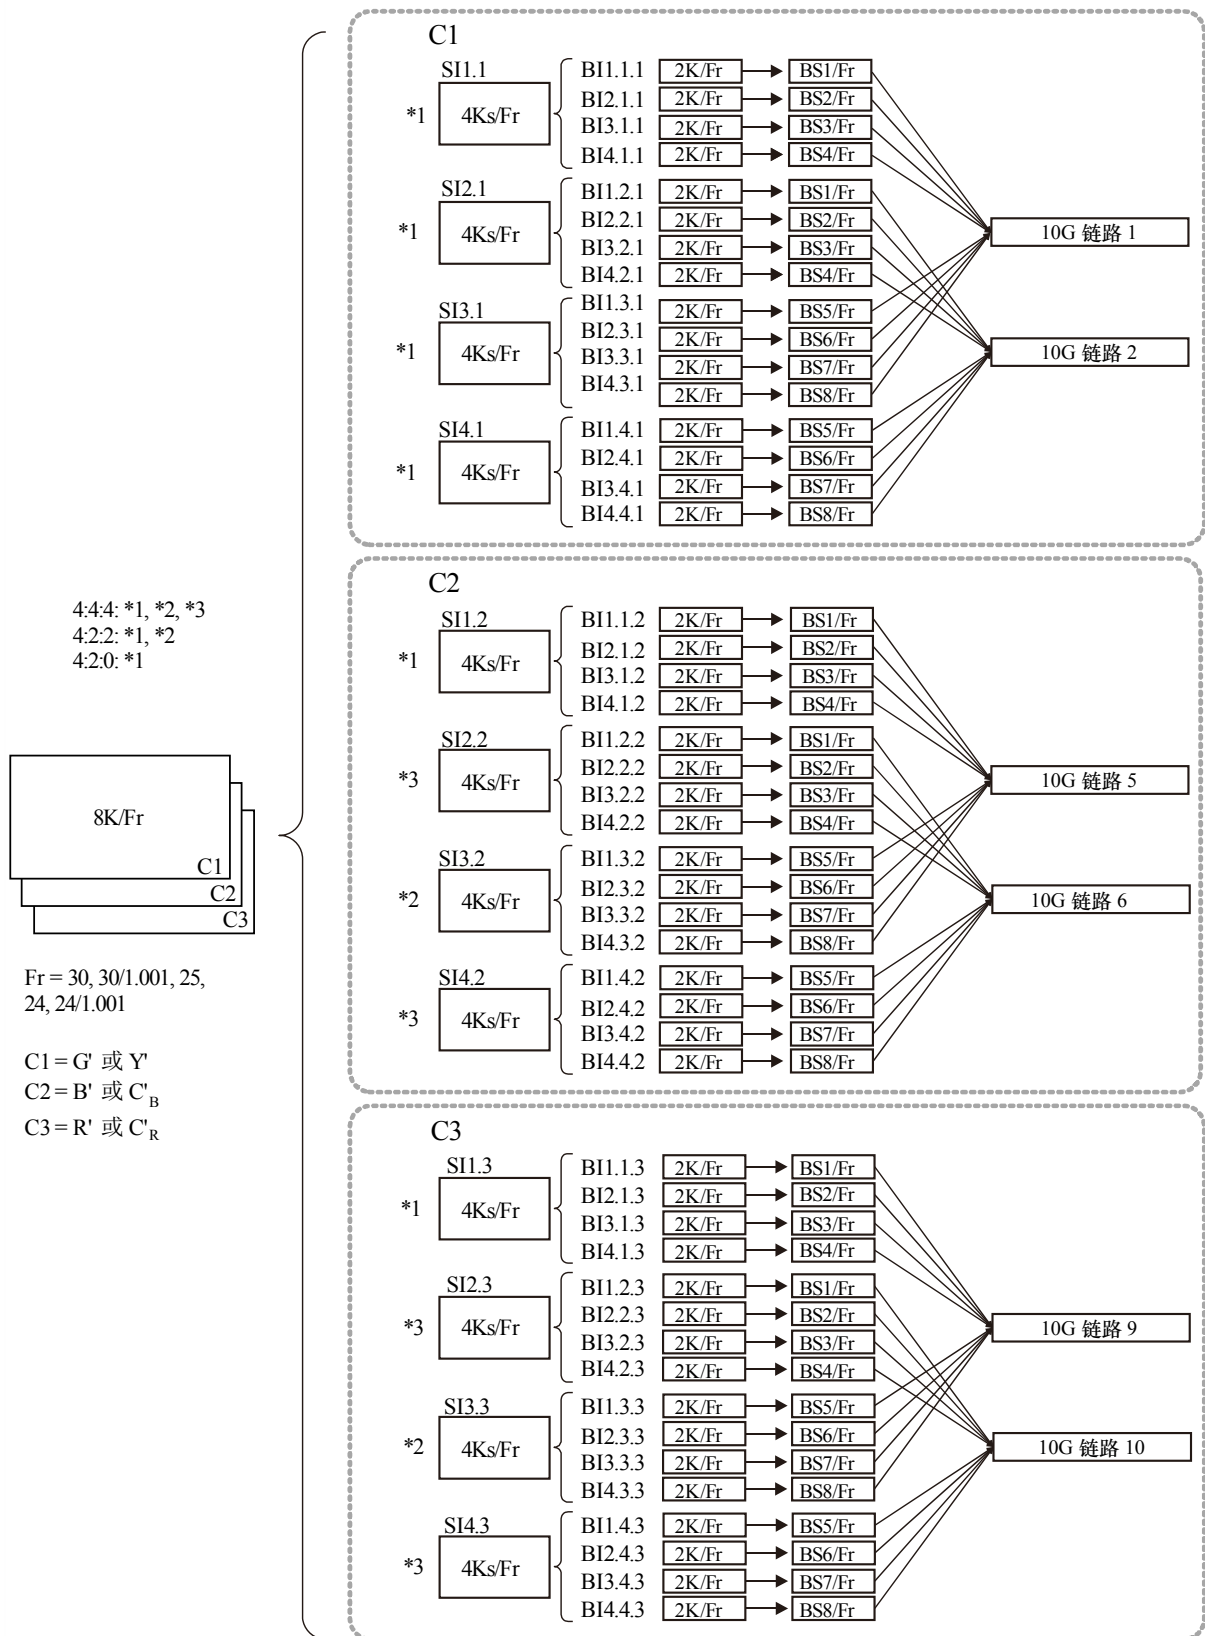 C1
SI1.1
*1
4Ks/Fr
BI1.1.1 2K/Fr BS1/Fr
BI2.1.1 2K/Fr BS2/Fr
BI3.1.1 2K/Fr BS3/Fr
BI4.1.1 2K/Fr BS4/Fr
SI2.1
*1
4Ks/Fr
BI1.2.1 2K/Fr BS1/Fr
BI2.2.1 2K/Fr BS2/Fr
BI3.2.1 2K/Fr BS3/Fr
BI4.2.1 2K/Fr BS4/Fr
SI3.1
*1
4Ks/Fr
BI1.3.1 2K/Fr BS5/Fr
BI2.3.1 2K/Fr BS6/Fr
BI3.3.1 2K/Fr BS7/Fr
BI4.3.1 2K/Fr BS8/Fr
SI4.1
*1
4Ks/Fr
BI1.4.1 2K/Fr BS5/Fr
BI2.4.1 2K/Fr BS6/Fr
BI3.4.1 2K/Fr BS7/Fr
BI4.4.1 2K/Fr BS8/Fr
10G 链路 1
10G 链路 2
4:4:4: *1, *2, *3
4:2:2: *1, *2
4:2:0: *1
8K/Fr
C1
C2
C3
Fr = 30, 30/1.001, 25,
24, 24/1.001
C1 = G' 或 Y'
C2 = B' 或 C'B
C3 = R' 或 C'R
C2
SI1.2
*1
4Ks/Fr
BI1.1.2 2K/Fr BS1/Fr
BI2.1.2 2K/Fr BS2/Fr
BI3.1.2 2K/Fr BS3/Fr
BI4.1.2 2K/Fr BS4/Fr
SI2.2
*3
4Ks/Fr
BI1.2.2 2K/Fr BS1/Fr
BI2.2.2 2K/Fr BS2/Fr
BI3.2.2 2K/Fr BS3/Fr
BI4.2.2 2K/Fr BS4/Fr
SI3.2
*2
4Ks/Fr
BI1.3.2 2K/Fr BS5/Fr
BI2.3.2 2K/Fr BS6/Fr
BI3.3.2 2K/Fr BS7/Fr
BI4.3.2 2K/Fr BS8/Fr
SI4.2
*3
4Ks/Fr
BI1.4.2 2K/Fr BS5/Fr
BI2.4.2 2K/Fr BS6/Fr
BI3.4.2 2K/Fr BS7/Fr
BI4.4.2 2K/Fr BS8/Fr
10G 链路 5
10G 链路 6
C3
SI1.3
*1
4Ks/Fr
BI1.1.3 2K/Fr BS1/Fr
BI2.1.3 2K/Fr BS2/Fr
BI3.1.3 2K/Fr BS3/Fr
BI4.1.3 2K/Fr BS4/Fr
SI2.3
*3
4Ks/Fr
BI1.2.3 2K/Fr BS1/Fr
BI2.2.3 2K/Fr BS2/Fr
BI3.2.3 2K/Fr BS3/Fr
BI4.2.3 2K/Fr BS4/Fr
SI3.3
*2
4Ks/Fr
BI1.3.3 2K/Fr BS5/Fr
BI2.3.3 2K/Fr BS6/Fr
BI3.3.3 2K/Fr BS7/Fr
BI4.3.3 2K/Fr BS8/Fr
SI4.3
*3
4Ks/Fr
BI1.4.3 2K/Fr BS5/Fr
BI2.4.3 2K/Fr BS6/Fr
BI3.4.3 2K/Fr BS7/Fr
BI4.4.3 2K/Fr BS8/Fr
10G 链路 9
10G 链路 10